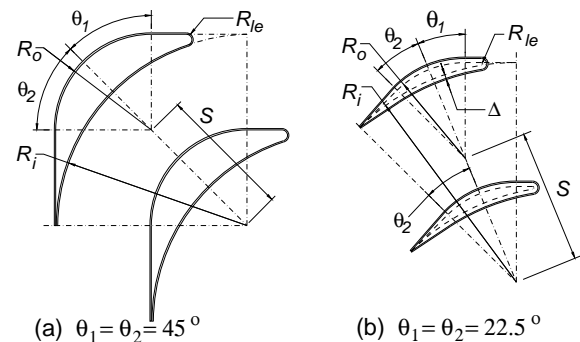 θ1
Rle
Ro
θ2
S
Ri
(a) θ1 = θ2 = 45 o
θ2
θ1
Ro
Rle
Ri
Δ
θ2
S
(b) θ1 = θ2 = 22.5 o